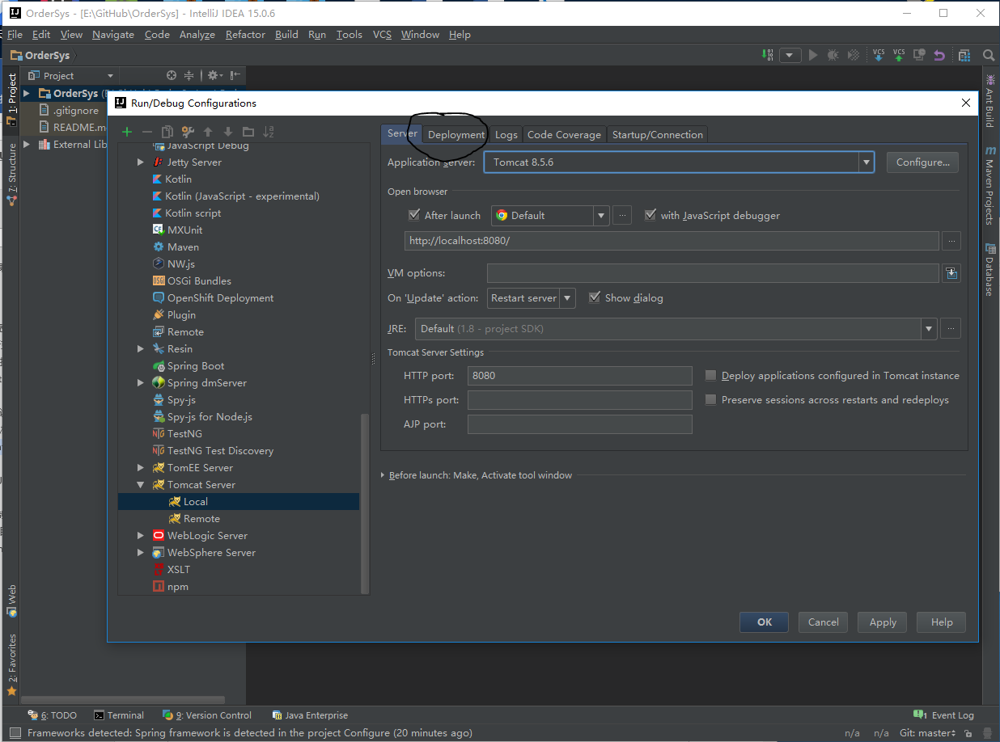 OrderSys - [E:\GitHub\OrderSys] - IntelliJ IDEA 15.0.6
File Edit View Navigate Code Analyze Refactor Build Run Tools VCS Window Help
OrderSys
VCS VCS
Project
OrderSys
.gitignore
README.m
External Lib
1: Project
7: Structure
Web
2: Favorites
Ant Build
Maven Projects
Database
Run/Debug Configurations
JavaScript Debug
Jetty Server
Kotlin
Kotlin (JavaScript - experimental)
Kotlin script
MXUnit
Maven
NW.js
OSGi Bundles
OpenShift Deployment
Plugin
Remote
Resin
Spring Boot
Spring dmServer
Spy-js
Spy-js for Node.js
TestNG
TestNG Test Discovery
TomEE Server
Tomcat Server
Local
Remote
WebLogic Server
WebSphere Server
XSLT
npm
Server Deployment Logs Code Coverage Startup/Connection
Application server: Tomcat 8.5.6 Configure...
Open browser
After launch Default ... with JavaScript debugger
http://localhost:8080/ ...
VM options:
On 'Update' action: Restart server Show dialog
JRE: Default (1.8 - project SDK) ...
Tomcat Server Settings
HTTP port: 8080 Deploy applications configured in Tomcat instance
HTTPs port: Preserve sessions across restarts and redeploys
AJP port:
Before launch: Make, Activate tool window
OK Cancel Apply Help
6: TODO Terminal 9: Version Control Java Enterprise 1 Event Log
Frameworks detected: Spring framework is detected in the project Configure (20 minutes ago) n/a n/a Git: master